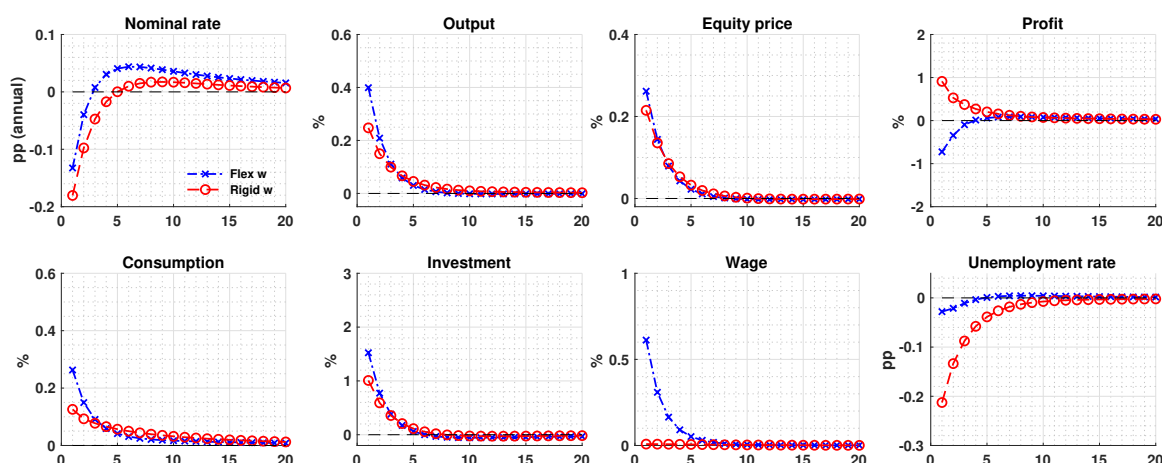 Nominal rate
0.1
0
-0.1
-0.2
pp (annual)
Flex w
Rigid w
0 5 10 15 20
Output
0.6
0.4
0.2
0
%
0 5 10 15 20
Equity price
0.4
0.2
0
%
0 5 10 15 20
Profit
2
1
0
-1
-2
%
0 5 10 15 20
Consumption
0.6
0.4
0.2
0
%
0 5 10 15 20
Investment
3
2
1
0
%
0 5 10 15 20
Wage
1
0.5
0
%
0 5 10 15 20
Unemployment rate
0
-0.1
-0.2
-0.3
pp
0 5 10 15 20